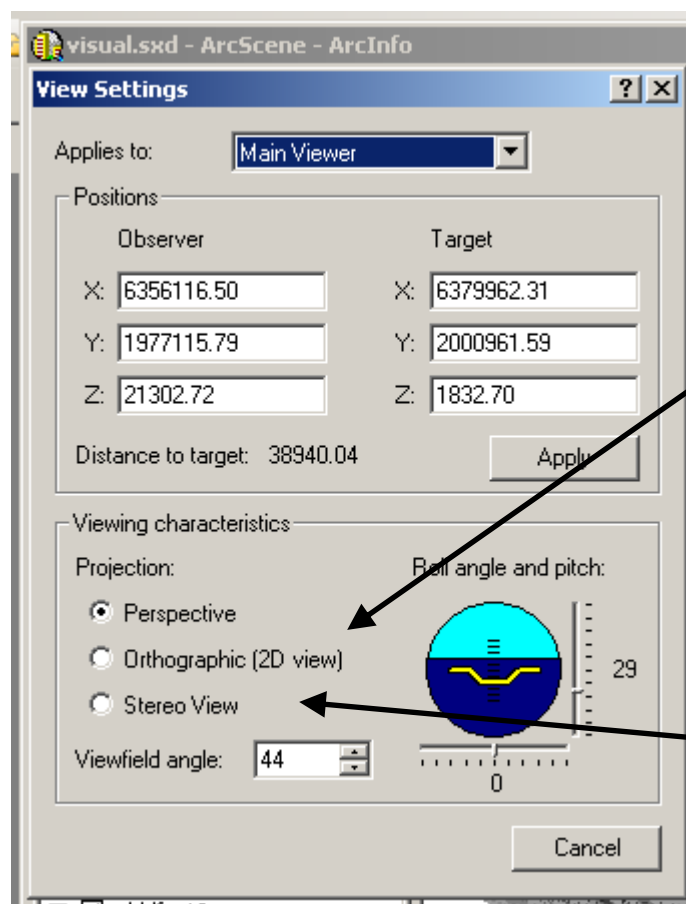 visual.sxd - ArcScene - ArcInfo
View Settings
Applies to: Main Viewer
Positions
Observer Target
X: 6356116.50 X: 6379962.31
Y: 1977115.79 Y: 2000961.59
Z: 21302.72 Z: 1832.70
Distance to target: 38940.04 Apply
Viewing characteristics
Projection: Roll angle and pitch:
Perspective
Orthographic (2D view) 29
Stereo View
Viewfield angle: 44
0
Cancel